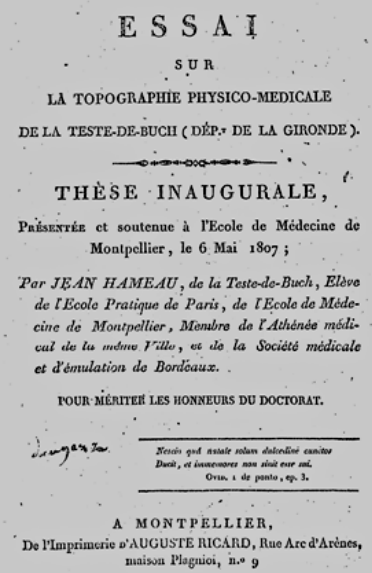 ESSAI
SUR
LA TOPOGRAPHIE PHYSICO-MEDICALE
DE LA TESTE-DE-BUCH ( DÉP.ᵗ DE LA GIRONDE ).
THÈSE INAUGURALE,
PRÉSENTÉE et soutenue à l'Ecole de Médecine de
Montpellier, le 6 Mai 1807 ;
Par JEAN HAMEAU, de la Teste-de-Buch, Elève
de l'Ecole Pratique de Paris, de l'Ecole de Méde-
cine de Montpellier, Membre de l'Athénée médi-
cal de la même Ville, et de la Société médicale
et d'émulation de Bordeaux.
POUR MÉRITER LES HONNEURS DU DOCTORAT.
Nescio quâ natale solum dulcedine cunctos
Ducit, et immemores non sinit esse sui.
OVID. 1 de ponto, ep. 3.
A MONTPELLIER,
De l'Imprimerie D'AUGUSTE RICARD, Rue Arc d'Arènes,
maison Plagniol, n.º 9